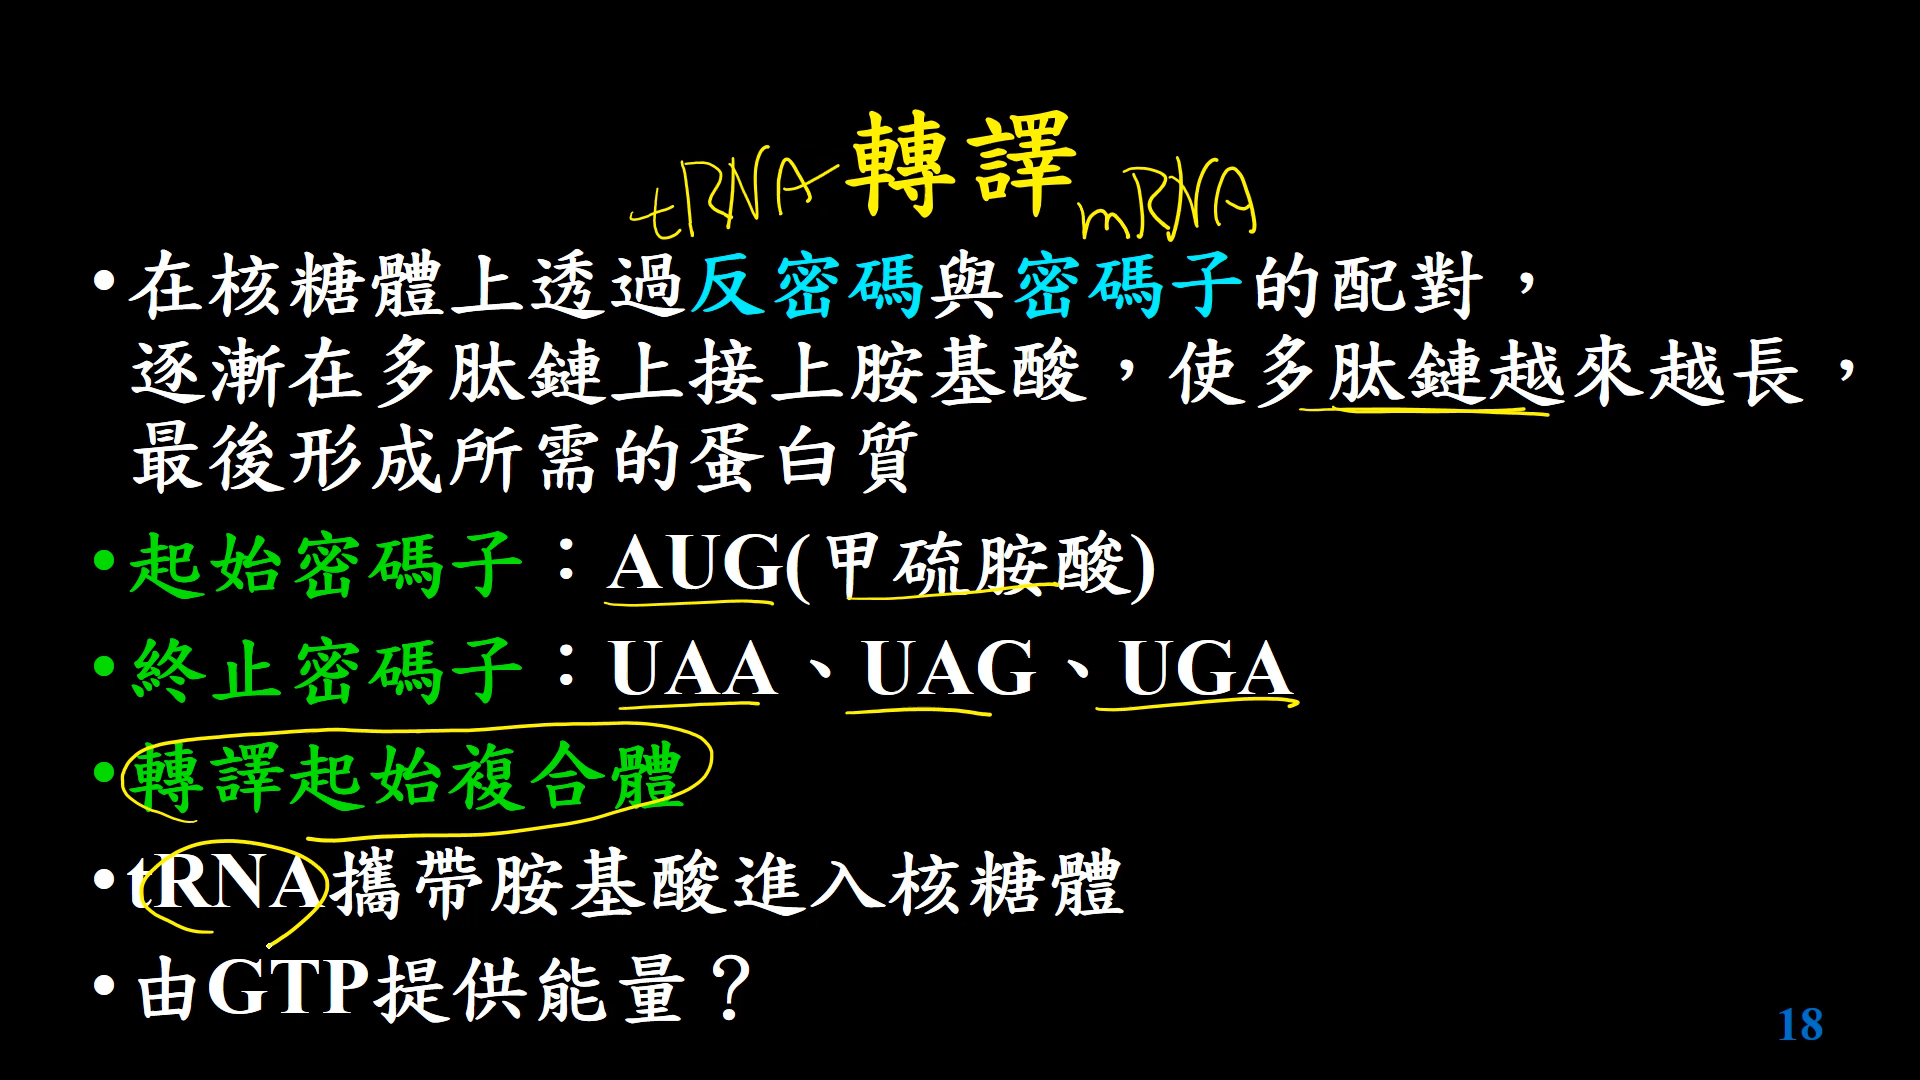 轉譯
tRNA mRNA
•在核糖體上透過反密碼與密碼子的配對，
逐漸在多肽鏈上接上胺基酸，使多肽鏈越來越長，
最後形成所需的蛋白質
•起始密碼子：AUG(甲硫胺酸)
•終止密碼子：UAA、UAG、UGA
•轉譯起始複合體
•tRNA攜帶胺基酸進入核糖體
•由GTP提供能量？
18